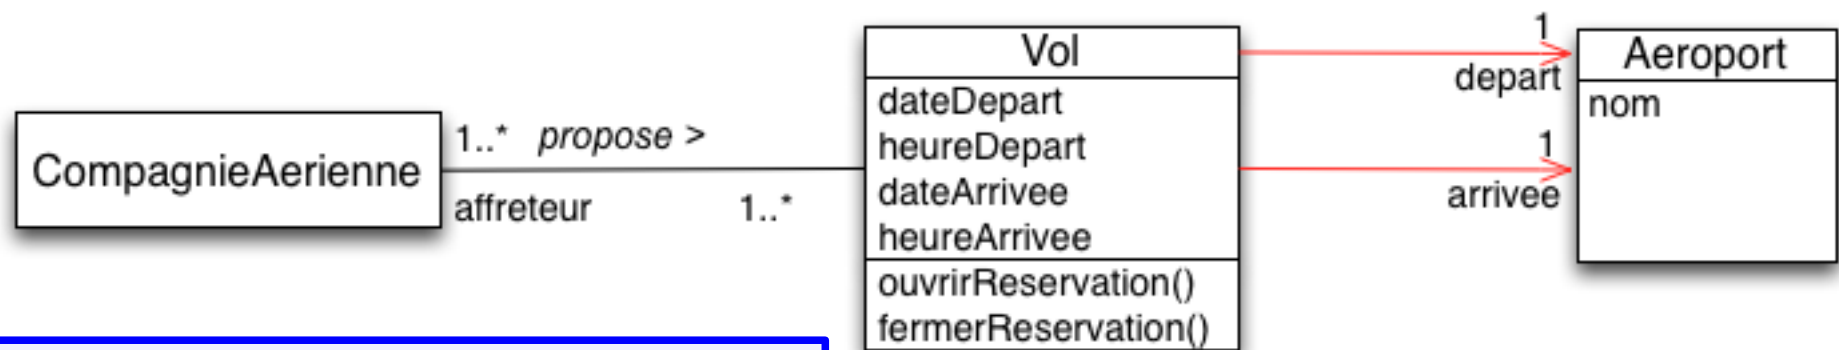 CompagnieAerienne
1..* propose >
affreteur
1..*
Vol
dateDepart
heureDepart
dateArrivee
heureArrivee
ouvrirReservation()
fermerReservation()
1
depart
1
arrivee
Aeroport
nom